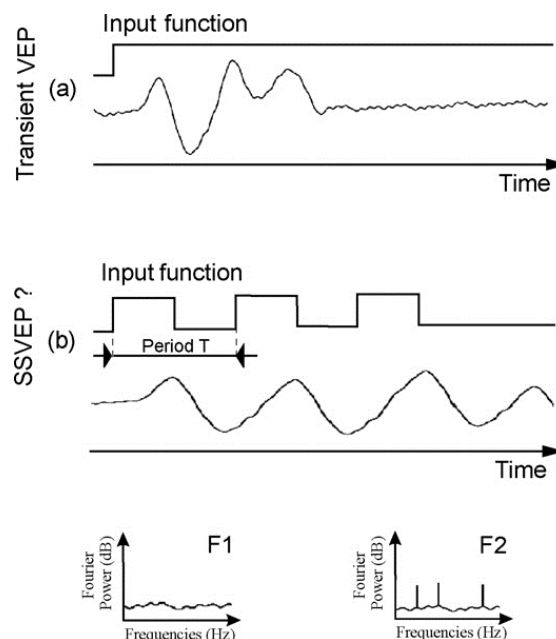 Transient VEP
(a)
Input function
Time
SSVEP ?
(b)
Input function
Period T
Time
F1
Fourier
Power (dB)
Frequencies (Hz)
F2
Fourier
Power (dB)
Frequencies (Hz)